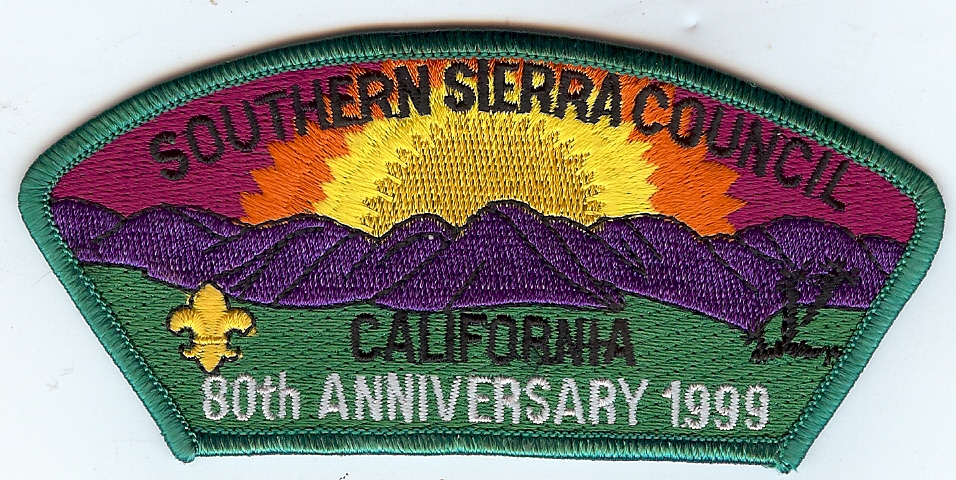 SOUTHERN SIERRA COUNCIL
CALIFORNIA
80th ANNIVERSARY 1999